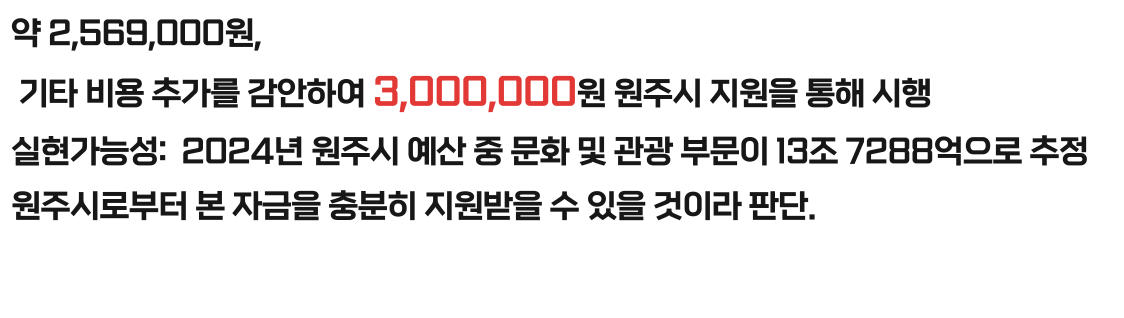 약 2,569,000원,
기타 비용 추가를 감안하여 3,000,000원 원주시 지원을 통해 시행
실현가능성: 2024년 원주시 예산 중 문화 및 관광 부문이 13조 7288억으로 추정
원주시로부터 본 자금을 충분히 지원받을 수 있을 것이라 판단.